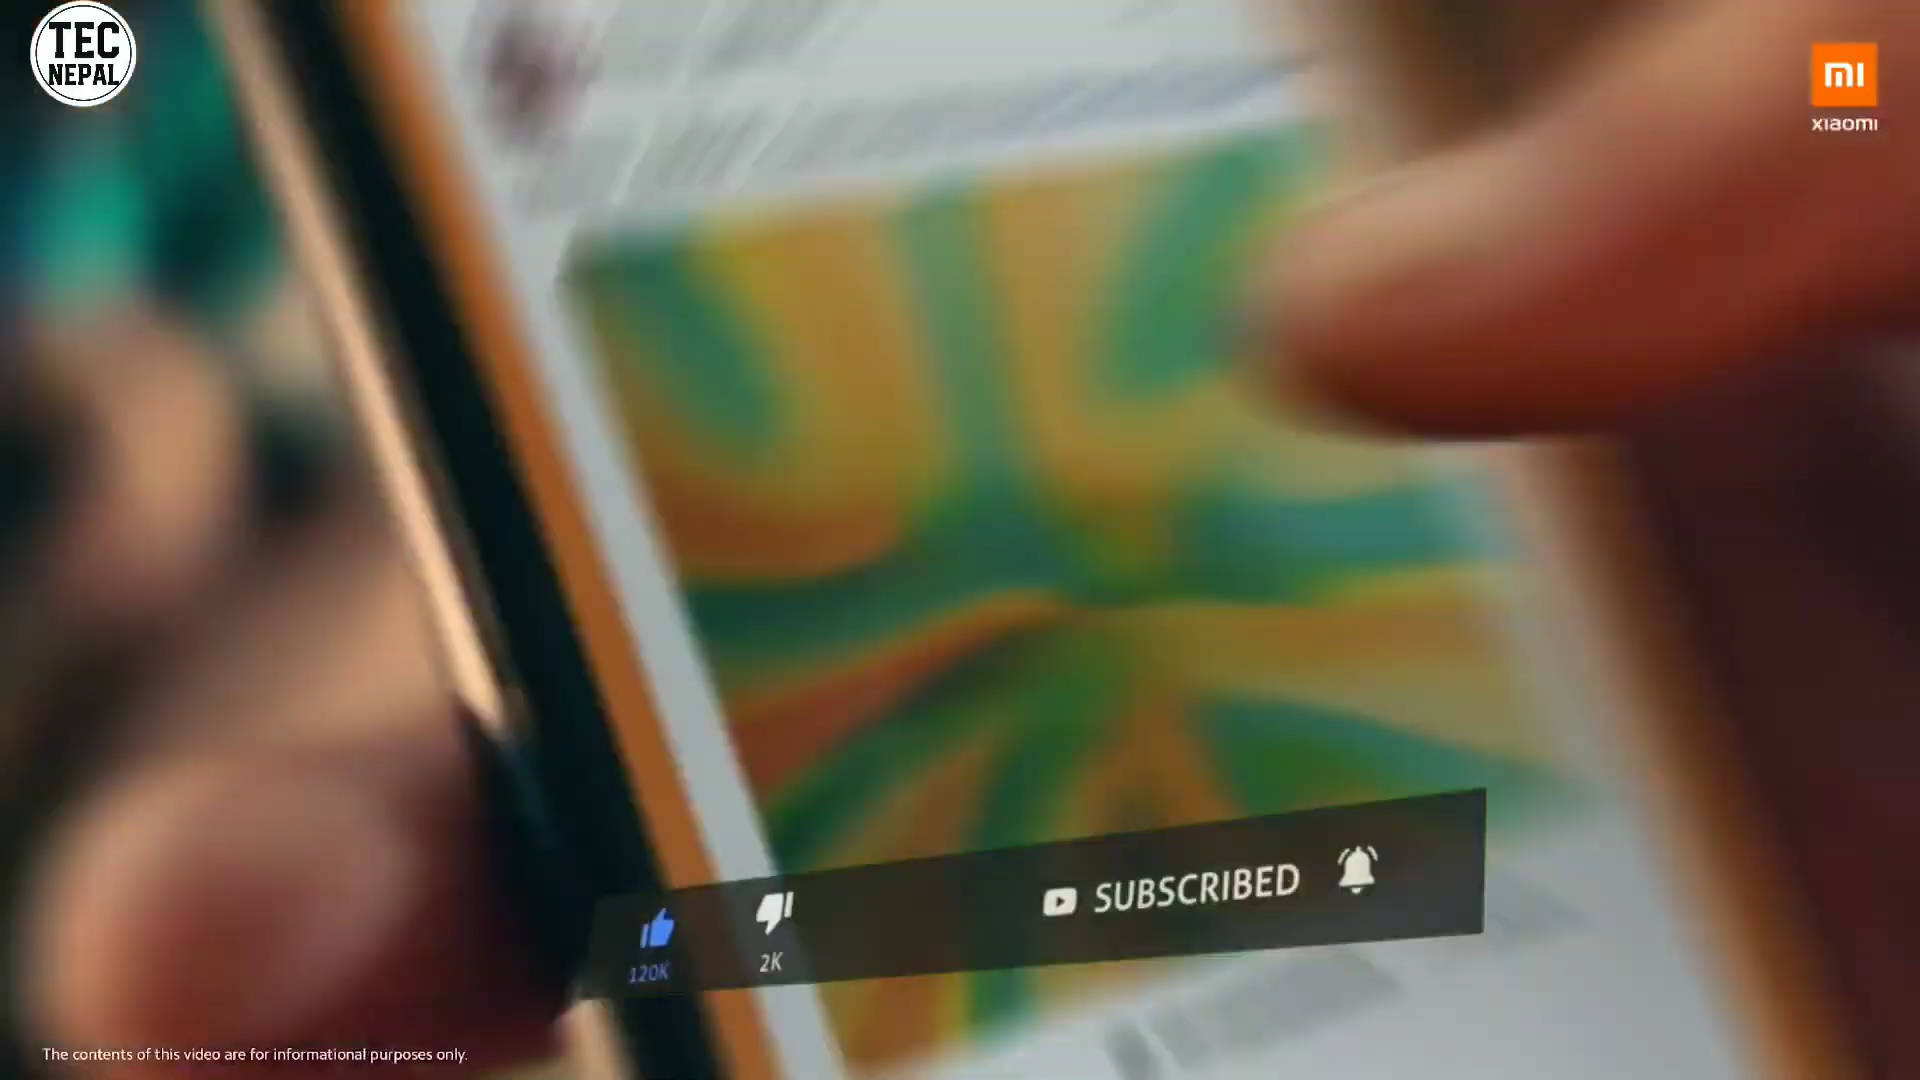 TEC
NEPAL
mi
xiaomi
SUBSCRIBED
120K
2K
The contents of this video are for informational purposes only.